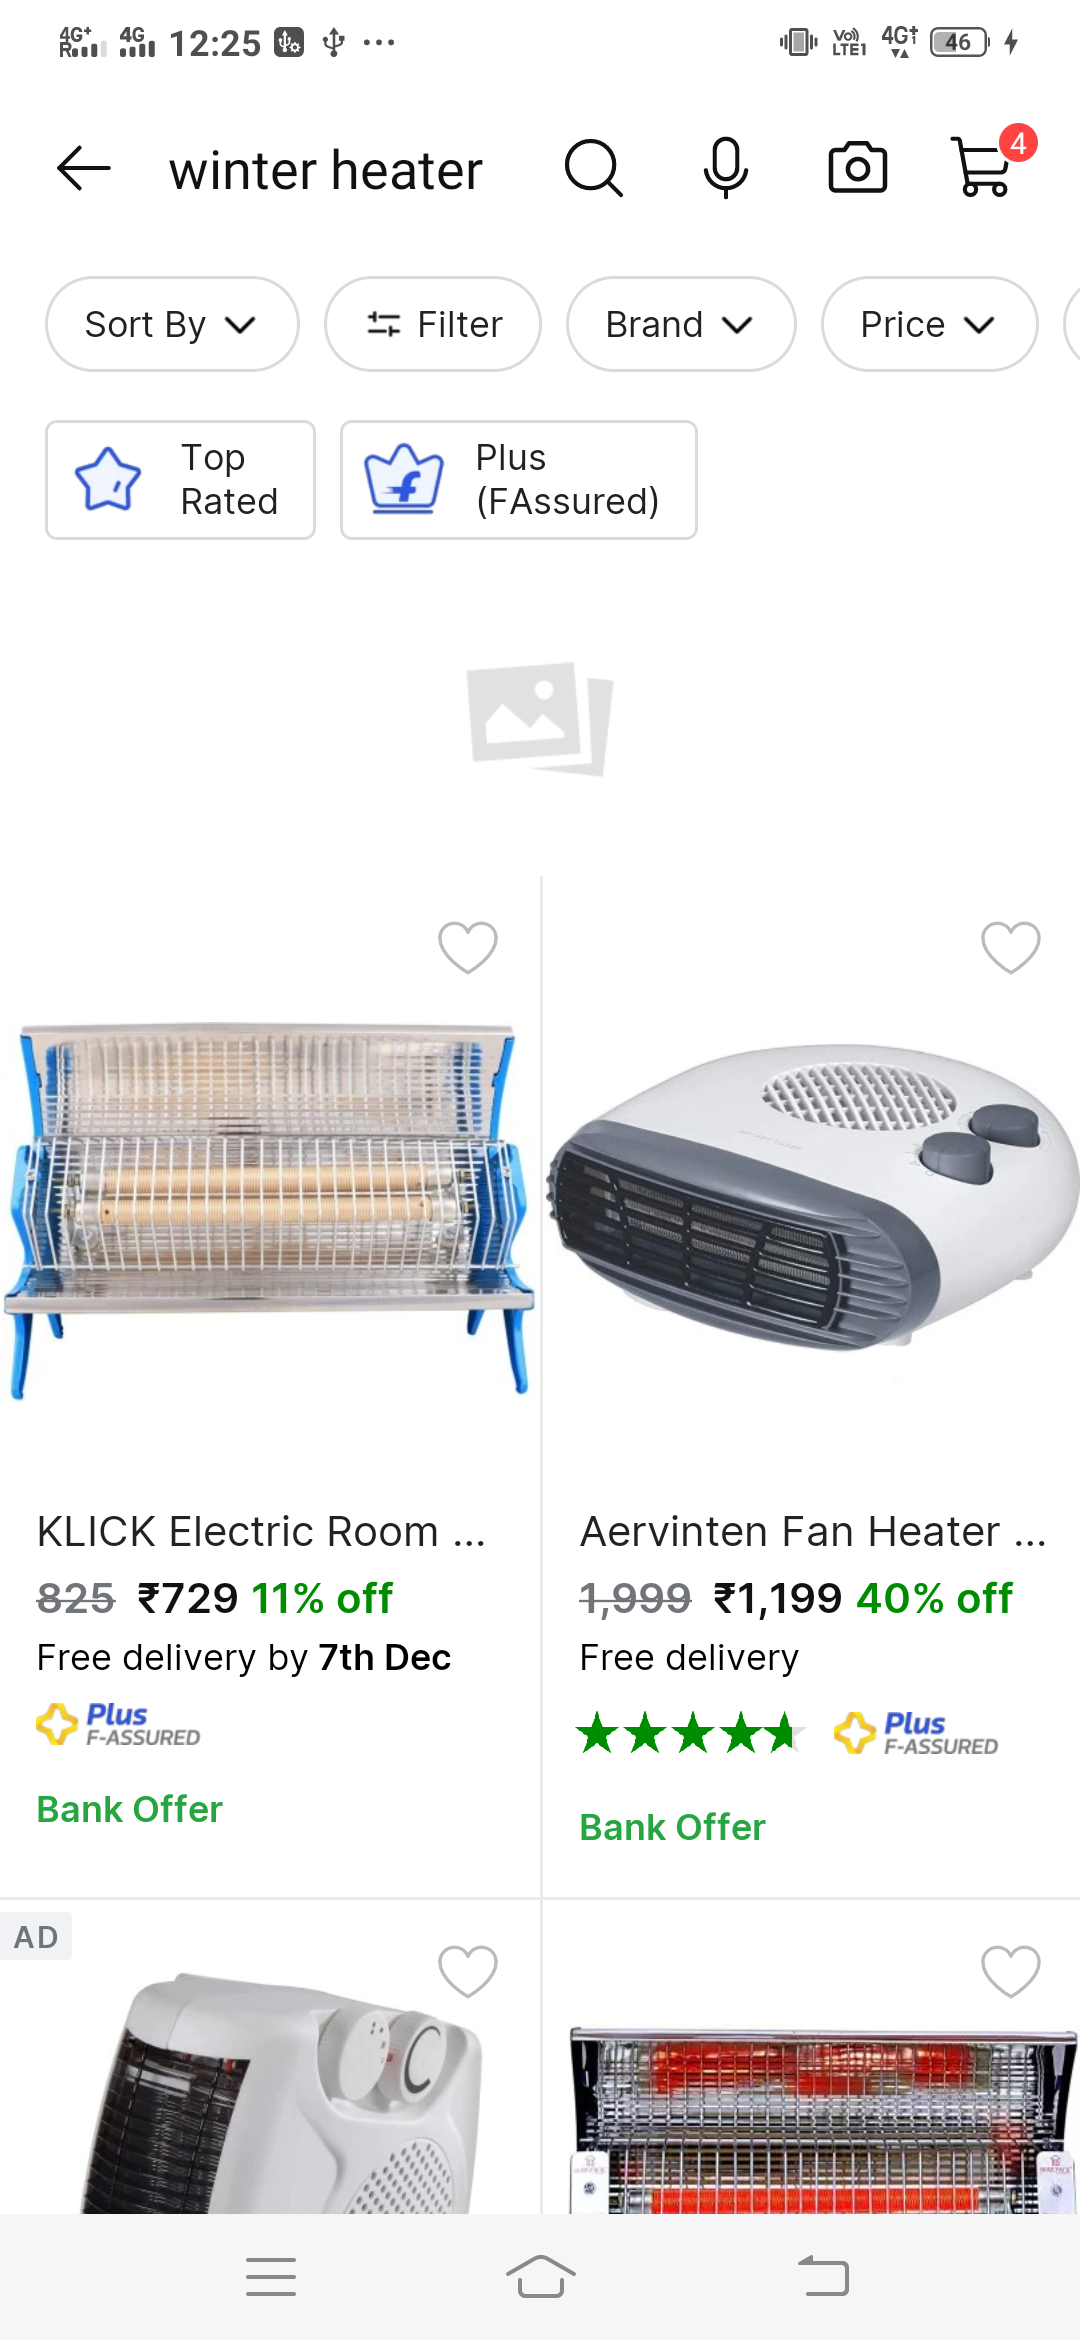 4G+ R 4G 12:25 ... Vo) LTE1 4G+ 46
winter heater
4
Sort By
Filter
Brand
Price
Top Rated
Plus (FAssured)
KLICK Electric Room ...
825 ₹729 11% off
Free delivery by 7th Dec
Plus
F-ASSURED
Bank Offer
Aervinten Fan Heater ...
1,999 ₹1,199 40% off
Free delivery
Plus
F-ASSURED
Bank Offer
AD